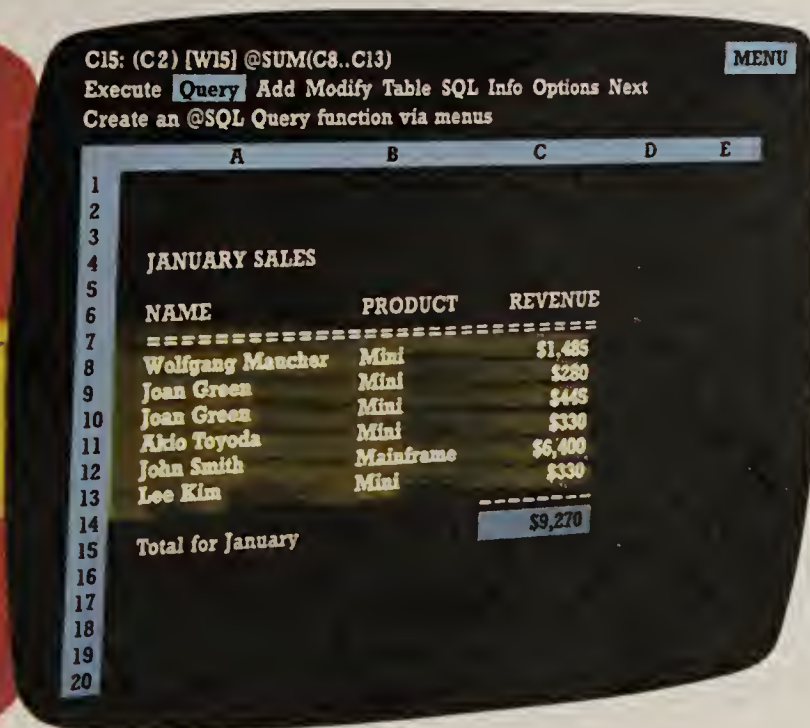 C15: (C2) [W15] @SUM(C8..C13) MENU
Execute Query Add Modify Table SQL Info Options Next
Create an @SQL Query function via menus
A B C D E
1
2
3
4 JANUARY SALES
5
6 NAME PRODUCT REVENUE
7 ==============================
8 Wolfgang Maucher Mini $1,485
9 Joan Green Mini $280
10 Joan Green Mini $445
11 Akio Toyoda Mini $330
12 John Smith Mainframe $6,400
13 Lee Kim Mini $330
14 --------
15 Total for January $9,270
16
17
18
19
20